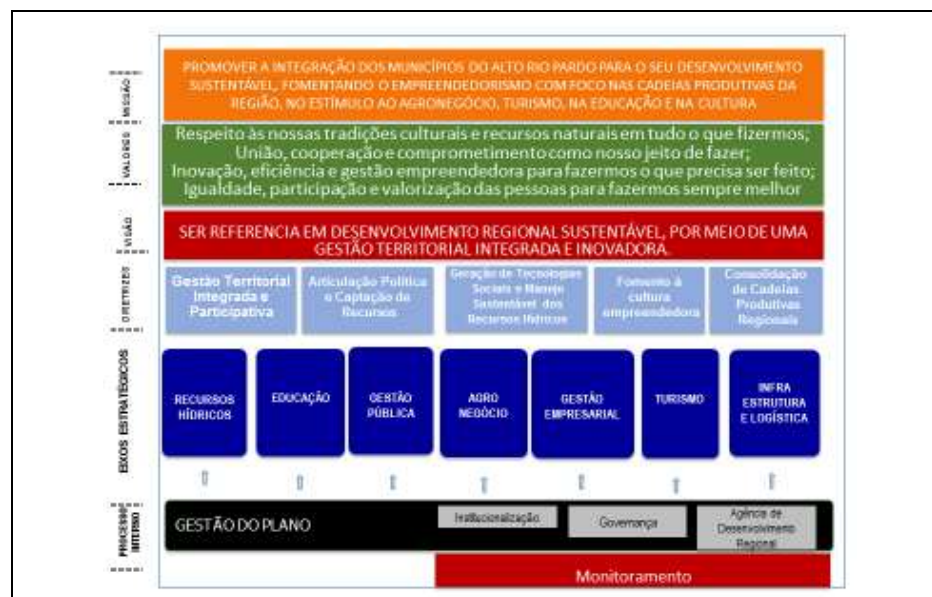 MISSÃO
PROMOVER A INTEGRAÇÃO DOS MUNICÍPIOS DO ALTO RIO PARDO PARA O SEU DESENVOLVIMENTO
SUSTENTÁVEL, FOMENTANDO O EMPREENDEDORISMO COM FOCO NAS CADEIAS PRODUTIVAS DA
REGIÃO, NO ESTÍMULO AO AGRONEGÓCIO, TURISMO, NA EDUCAÇÃO E NA CULTURA
VALORES
Respeito às nossas tradições culturais e recursos naturais em tudo o que fizermos;
União, cooperação e comprometimento como nosso jeito de fazer;
Inovação, eficiência e gestão empreendedora para fazermos o que precisa ser feito;
Igualdade, participação e valorização das pessoas para fazermos sempre melhor
VISÃO
SER REFERENCIA EM DESENVOLVIMENTO REGIONAL SUSTENTÁVEL, POR MEIO DE UMA
GESTÃO TERRITORIAL INTEGRADA E INOVADORA.
DIRETRIZES
Gestão Territorial
Integrada e
Participativa
Articulação Política
e Captação de
Recursos
Geração de Tecnologias
Sociais e Manejo
Sustentável dos
Recursos Hídricos
Fomento à
cultura
empreendedora
Consolidação
de Cadeias
Produtivas
Regionais
EIXOS ESTRATÉGICOS
RECURSOS
HÍDRICOS
EDUCAÇÃO
GESTÃO
PÚBLICA
AGRO
NEGÓCIO
GESTÃO
EMPRESARIAL
TURISMO
INFRA
ESTRUTURA
E LOGÍSTICA
PROCESSO
INTERNO
GESTÃO DO PLANO
Institucionalização
Governança
Agência de
Desenvolvimento
Regional
Monitoramento